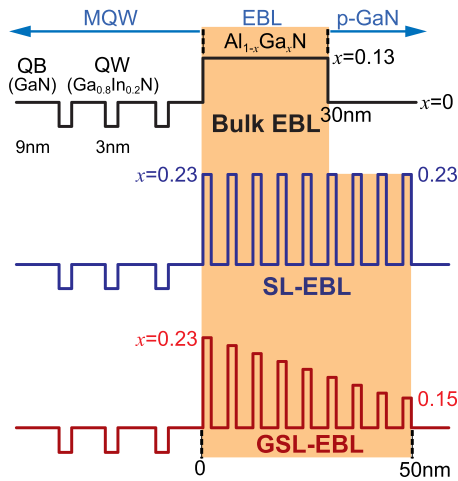 MQW EBL p-GaN
Al₁₋ₓGaₓN
x=0.13
QB QW
(GaN) (Ga₀.₈In₀.₂N)
x=0
30nm
Bulk EBL
9nm 3nm
x=0.23 0.23
SL-EBL
x=0.23
0.15
GSL-EBL
0 50nm